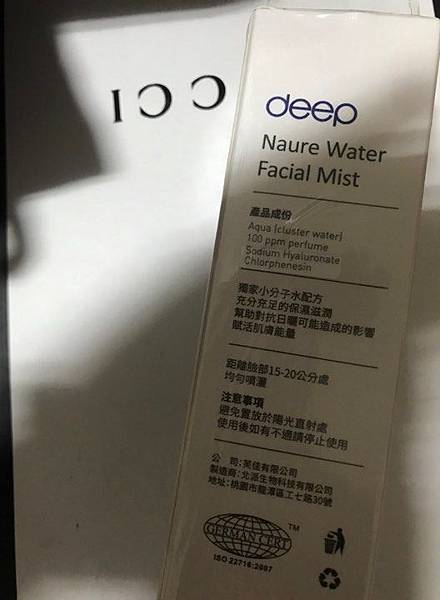 CCI
deep
Naure Water
Facial Mist
產品成份
Aqua (cluster water)
100 ppm perfume
Sodium Hyaluronate
Chlorphenesin
獨家小分子水配方
充分充足的保濕滋潤
幫助對抗日曬可能造成的影響
賦活肌膚能量
距離臉部15-20公分處
均勻噴灑
注意事項
避免置放於陽光直射處
使用後如有不適請停止使用
公 司:芙佳有限公司
製造商:北派生物科技有限公司
地址:桃園市龍潭區工七路30號
GERMAN CERT
TM
ISO 22716:2007